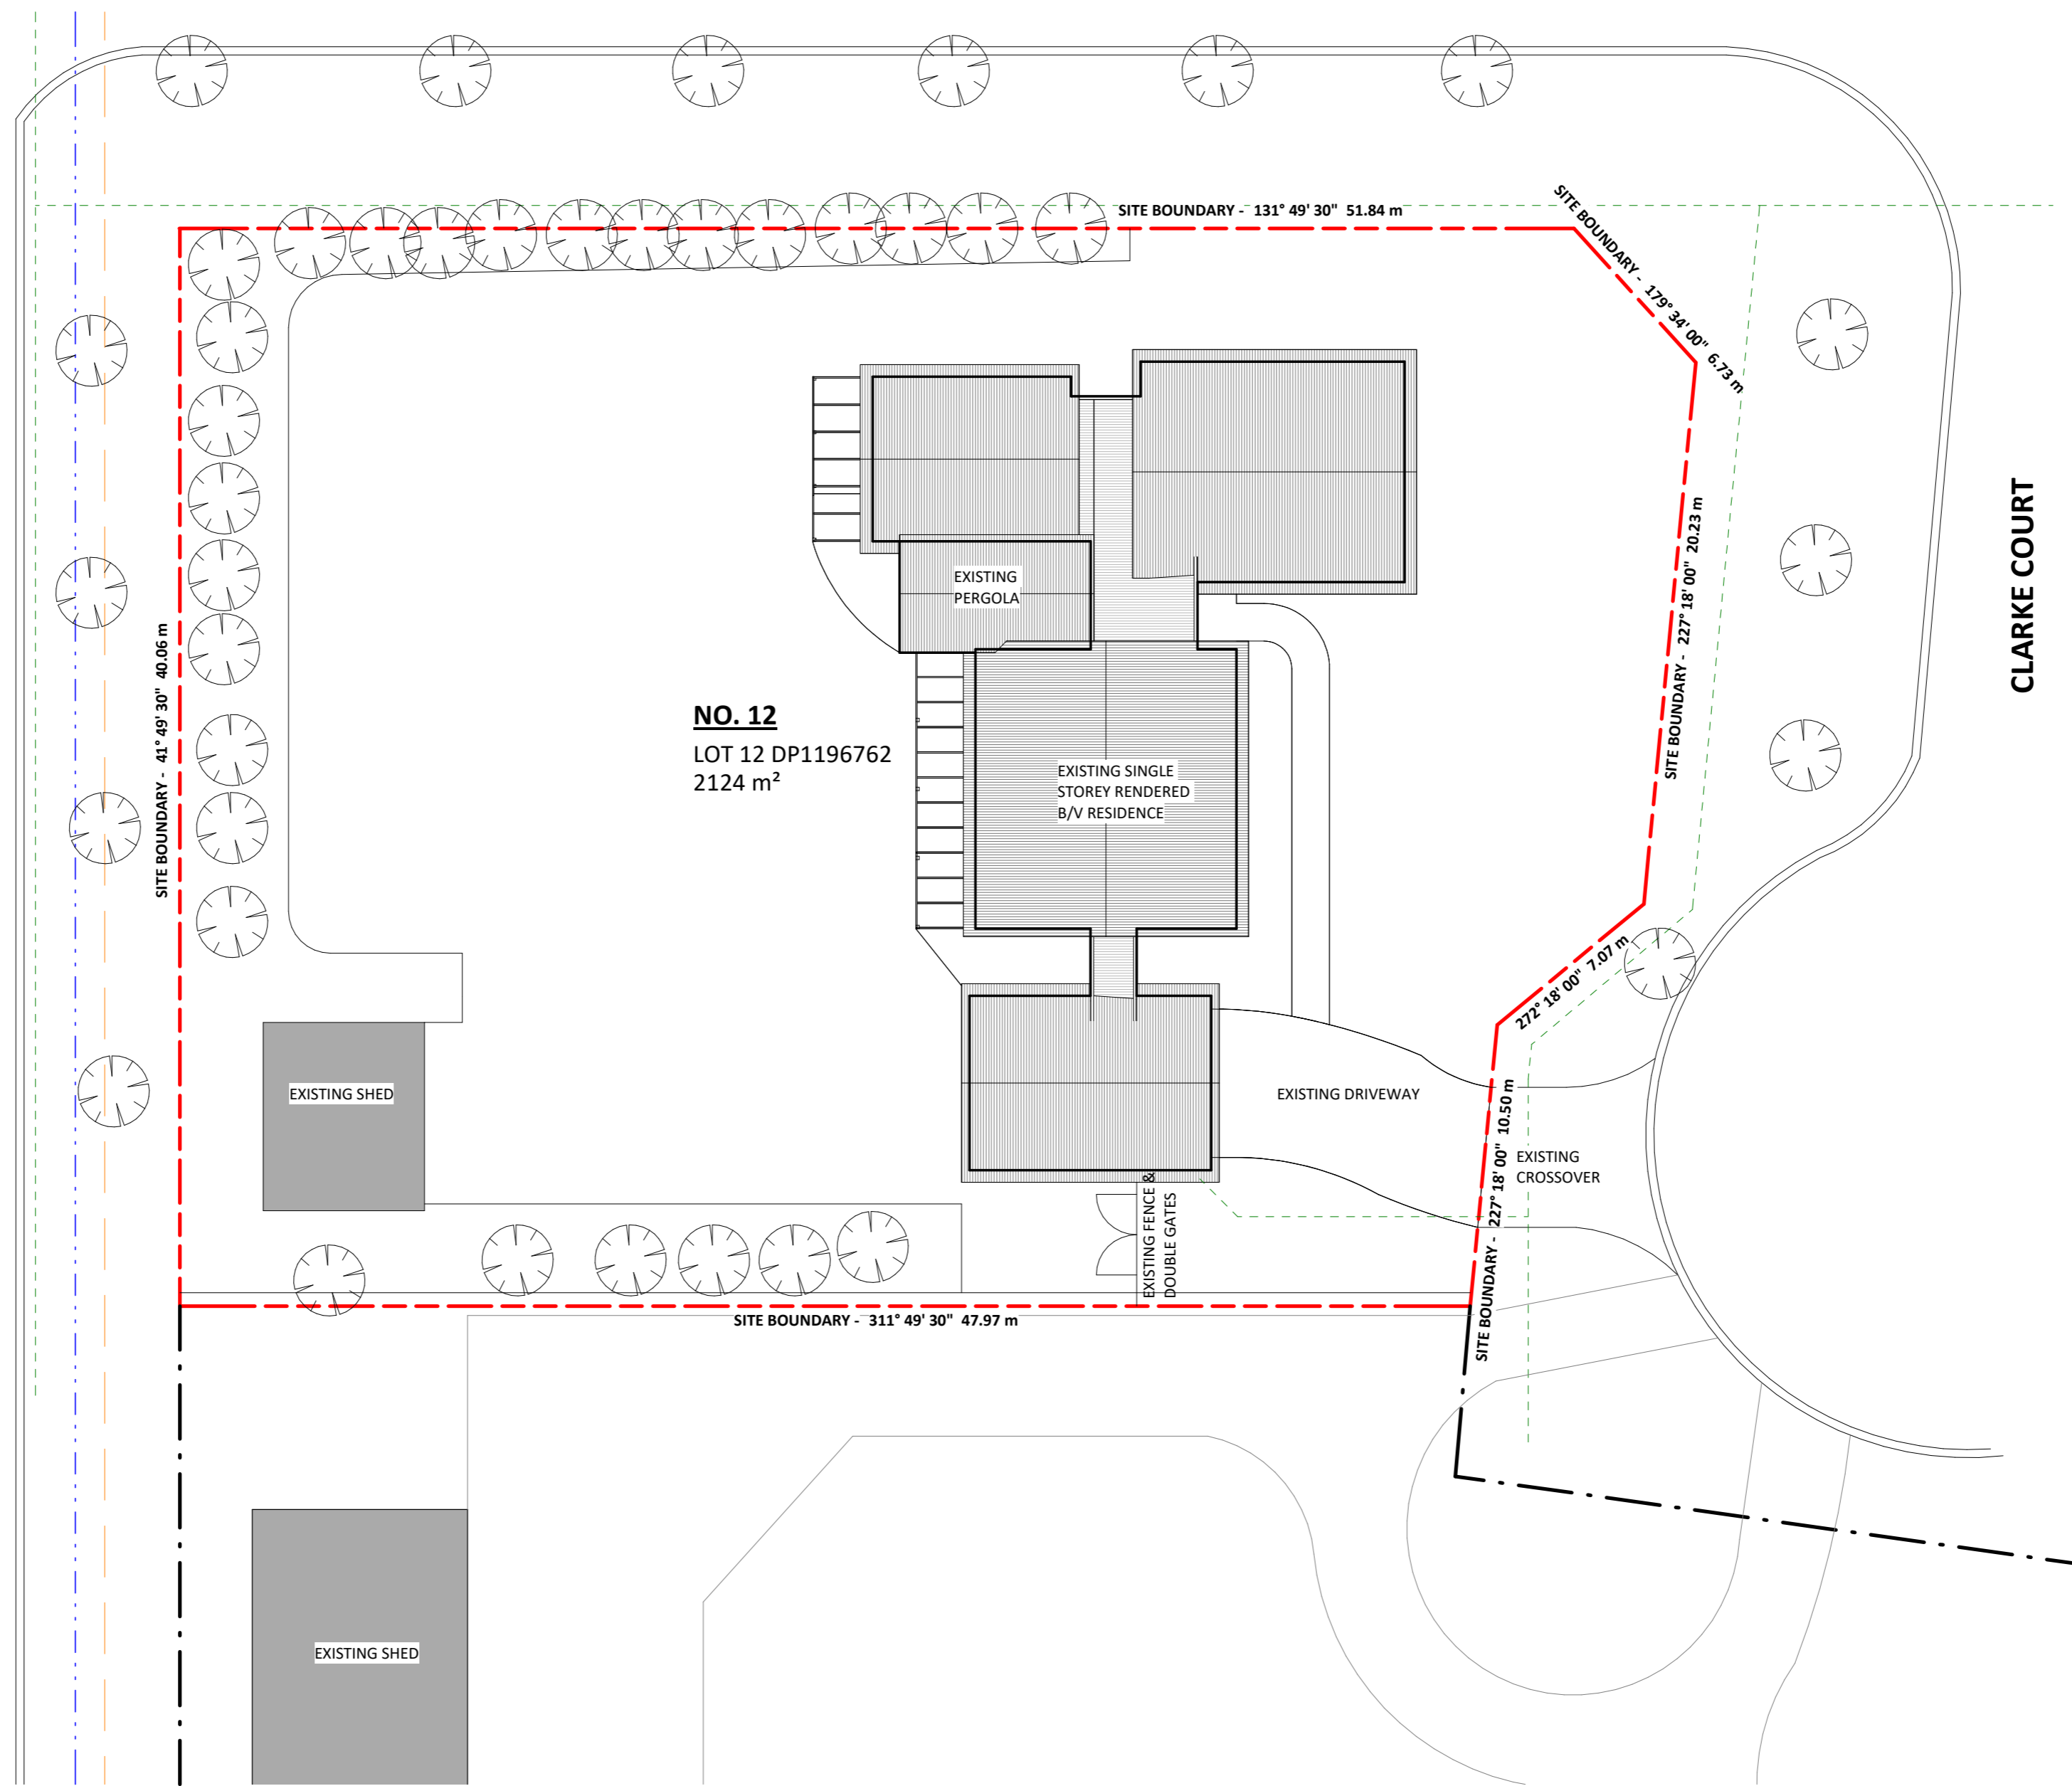 SITE BOUNDARY - 131° 49' 30" 51.84 m
SITE BOUNDARY - 179° 34' 00" 6.73 m
SITE BOUNDARY - 227° 18' 00" 20.23 m
CLARKE COURT
EXISTING
PERGOLA
SITE BOUNDARY - 41° 49' 30" 40.06 m
NO. 12
LOT 12 DP1196762
2124 m²
EXISTING SINGLE
STOREY RENDERED
B/V RESIDENCE
272° 18' 00" 7.07 m
EXISTING SHED
EXISTING DRIVEWAY
SITE BOUNDARY - 227° 18' 00" 10.50 m
EXISTING
CROSSOVER
EXISTING FENCE &
DOUBLE GATES
SITE BOUNDARY - 311° 49' 30" 47.97 m
EXISTING SHED